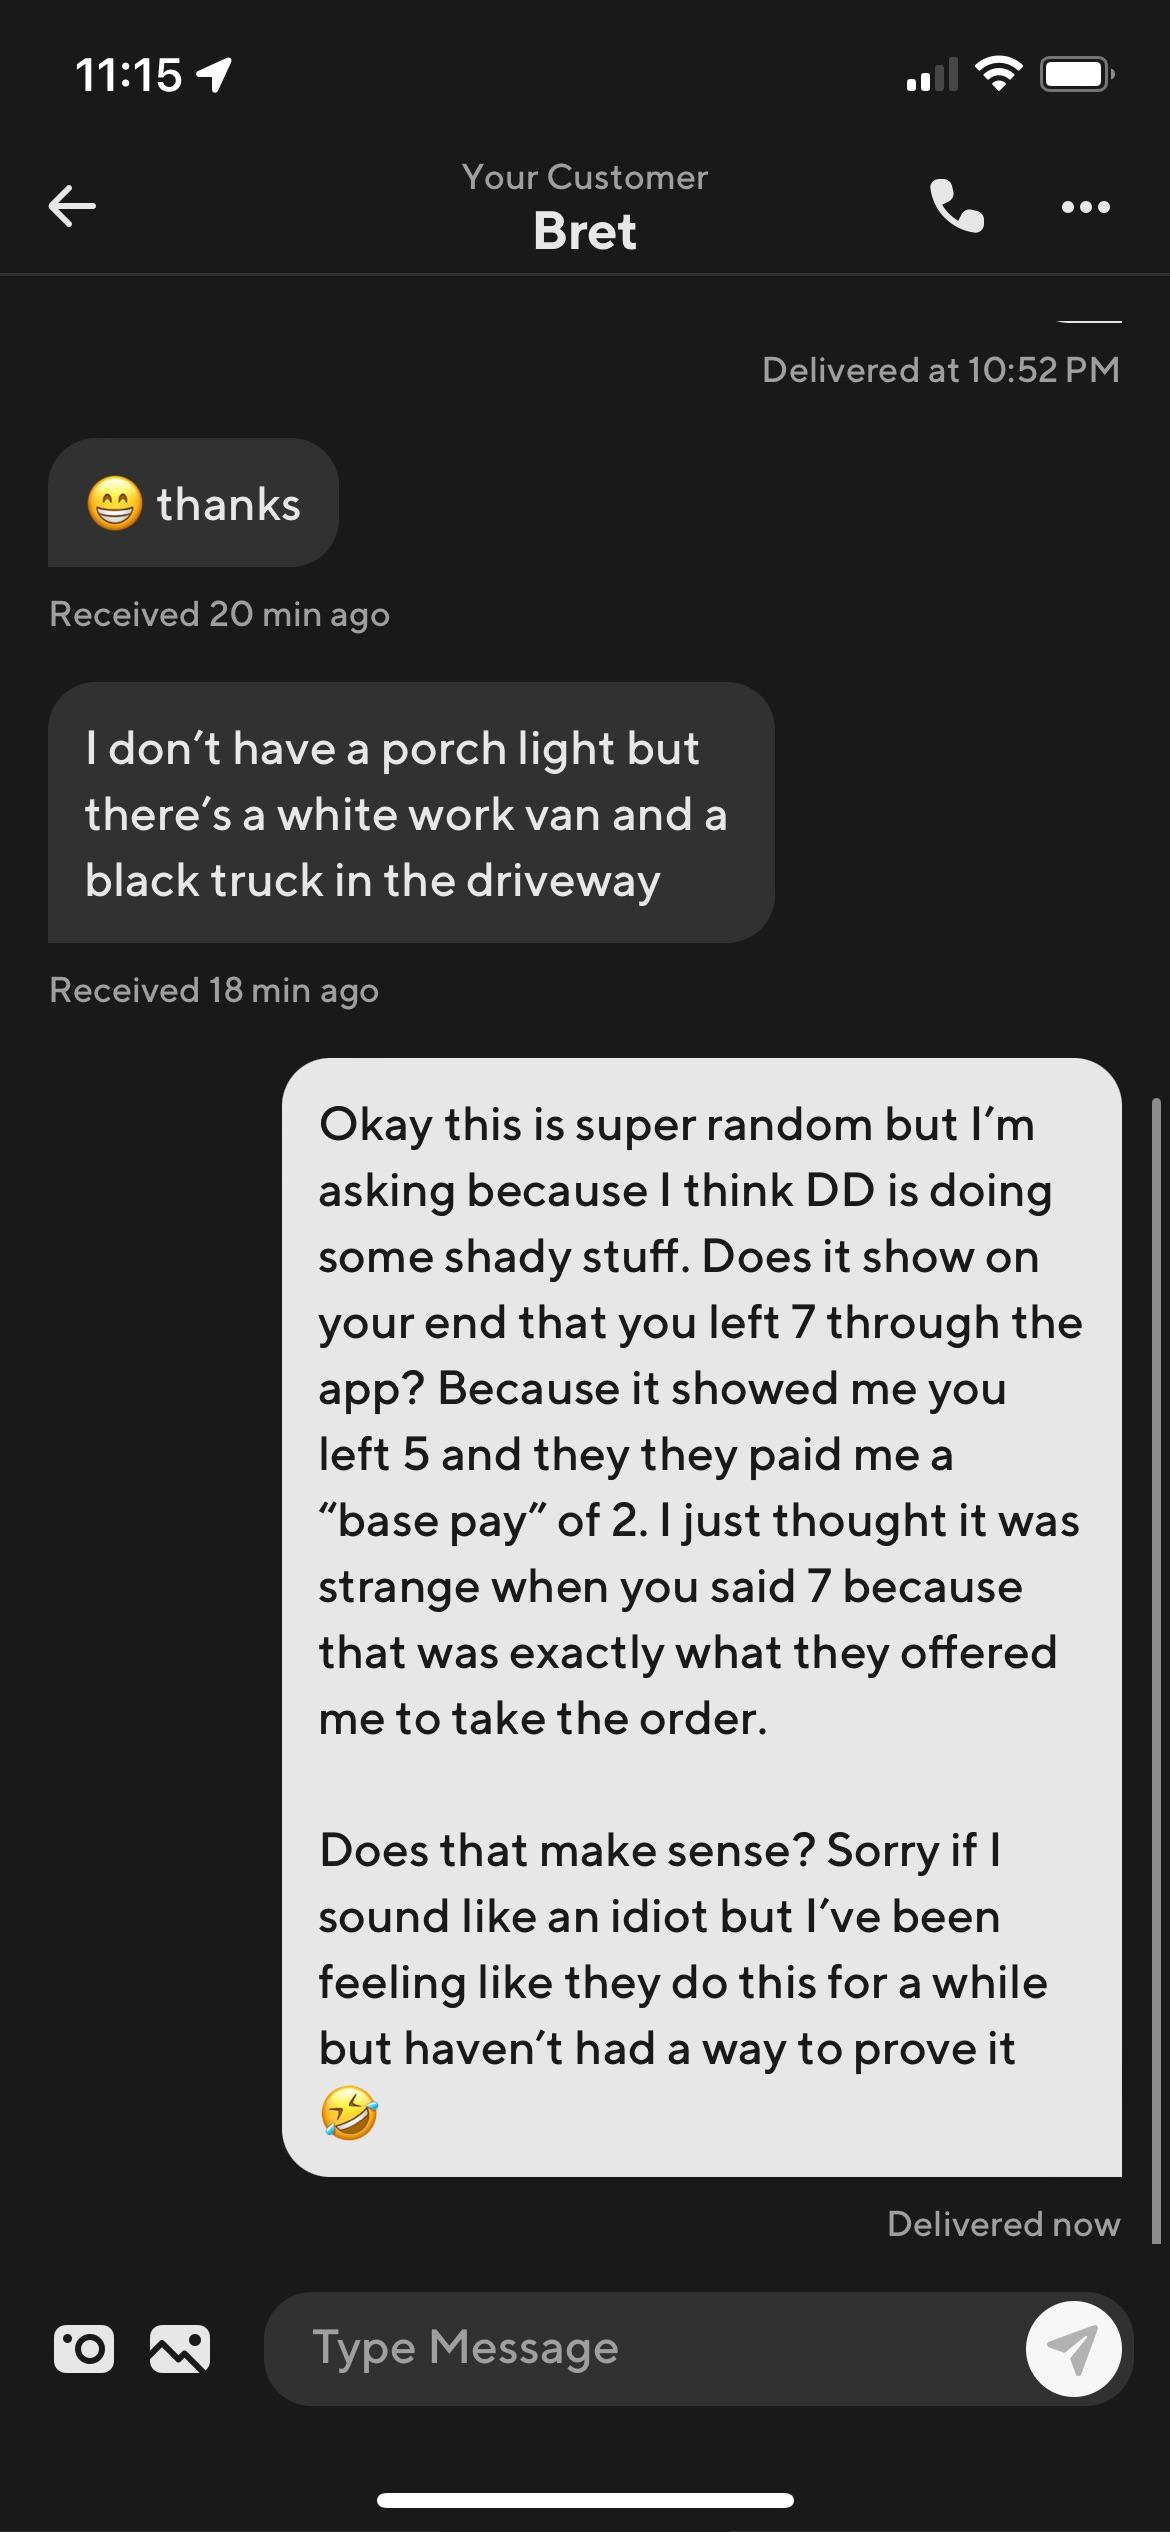 11:15
Your Customer
Bret
Delivered at 10:52 PM
😁 thanks
Received 20 min ago
I don't have a porch light but
there's a white work van and a
black truck in the driveway
Received 18 min ago
Okay this is super random but I'm
asking because I think DD is doing
some shady stuff. Does it show on
your end that you left 7 through the
app? Because it showed me you
left 5 and they they paid me a
“base pay” of 2. I just thought it was
strange when you said 7 because
that was exactly what they offered
me to take the order.
Does that make sense? Sorry if I
sound like an idiot but I've been
feeling like they do this for a while
but haven't had a way to prove it
🤣
Delivered now
Type Message